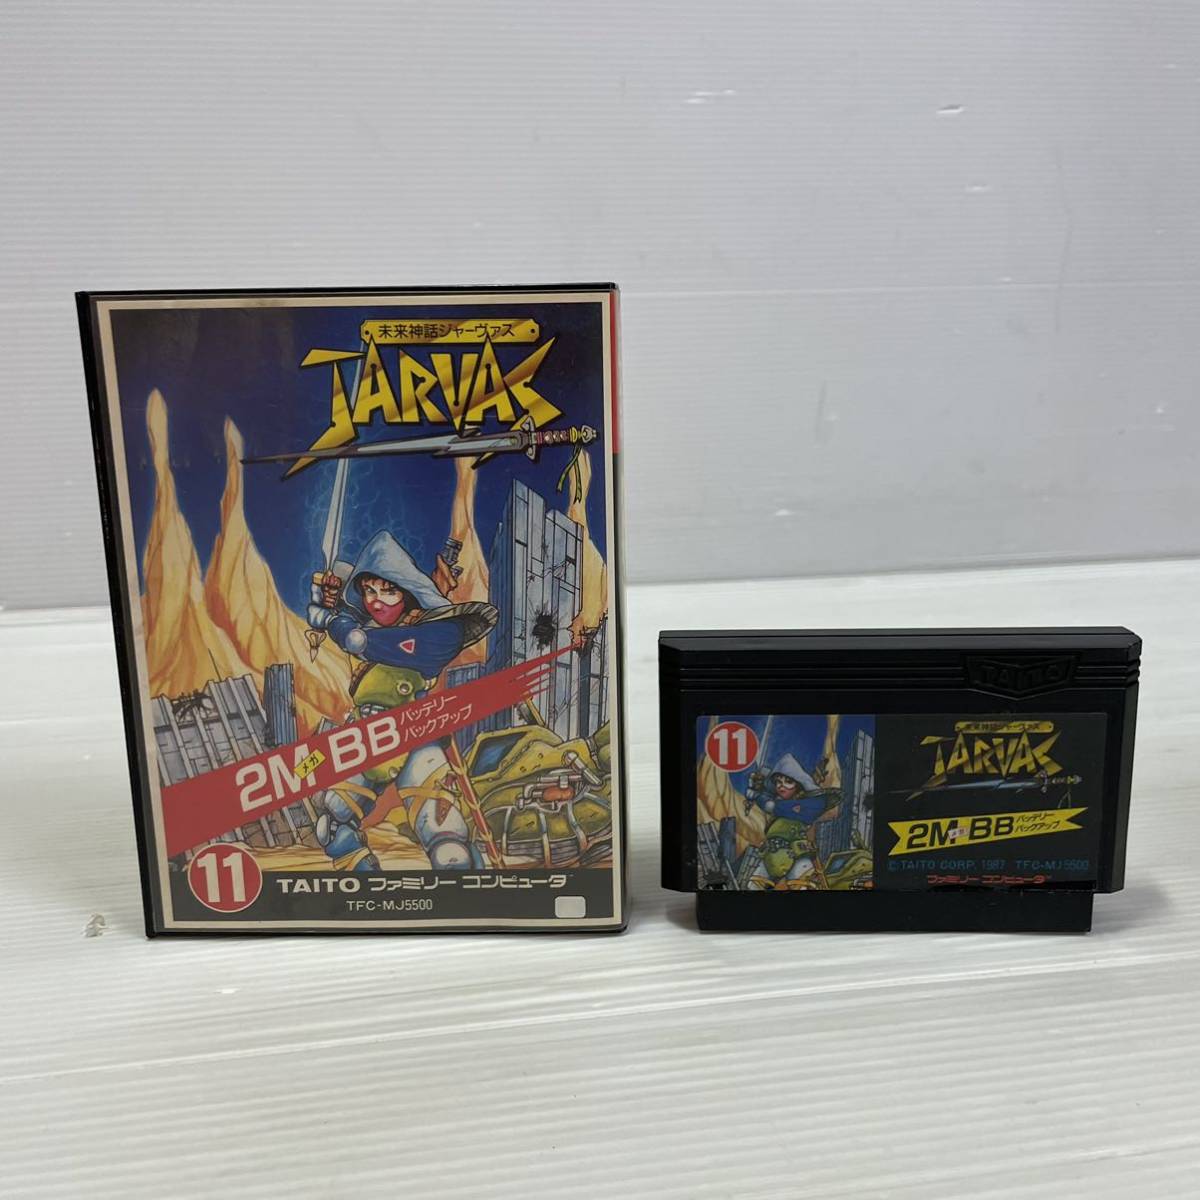 未来神話ジャーヴァス
JARVAS
2M メガ BB バッテリー バックアップ
11 TAITO ファミリー コンピュータ
TFC-MJ5500
TAITO
11
未来神話ジャーヴァス
JARVAS
2M メガ BB バッテリー バックアップ
©TAITO CORP. 1987 TFC-MJ5500
ファミリー コンピュータ